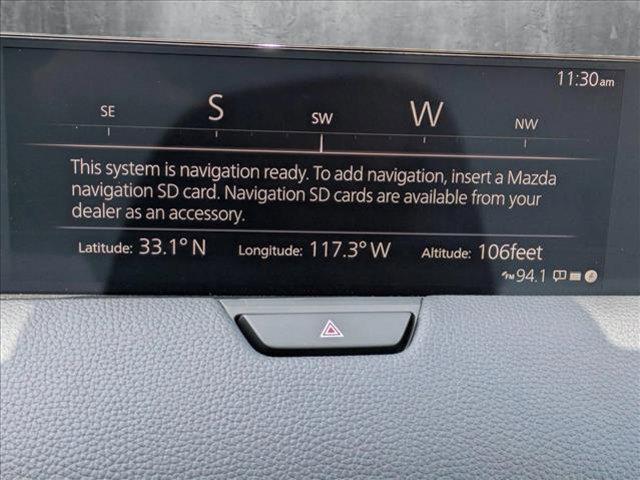 11:30am
SE S SW W NW
This system is navigation ready. To add navigation, insert a Mazda
navigation SD card. Navigation SD cards are available from your
dealer as an accessory.
Latitude: 33.1° N Longitude: 117.3° W Altitude: 106feet
FM 94.1